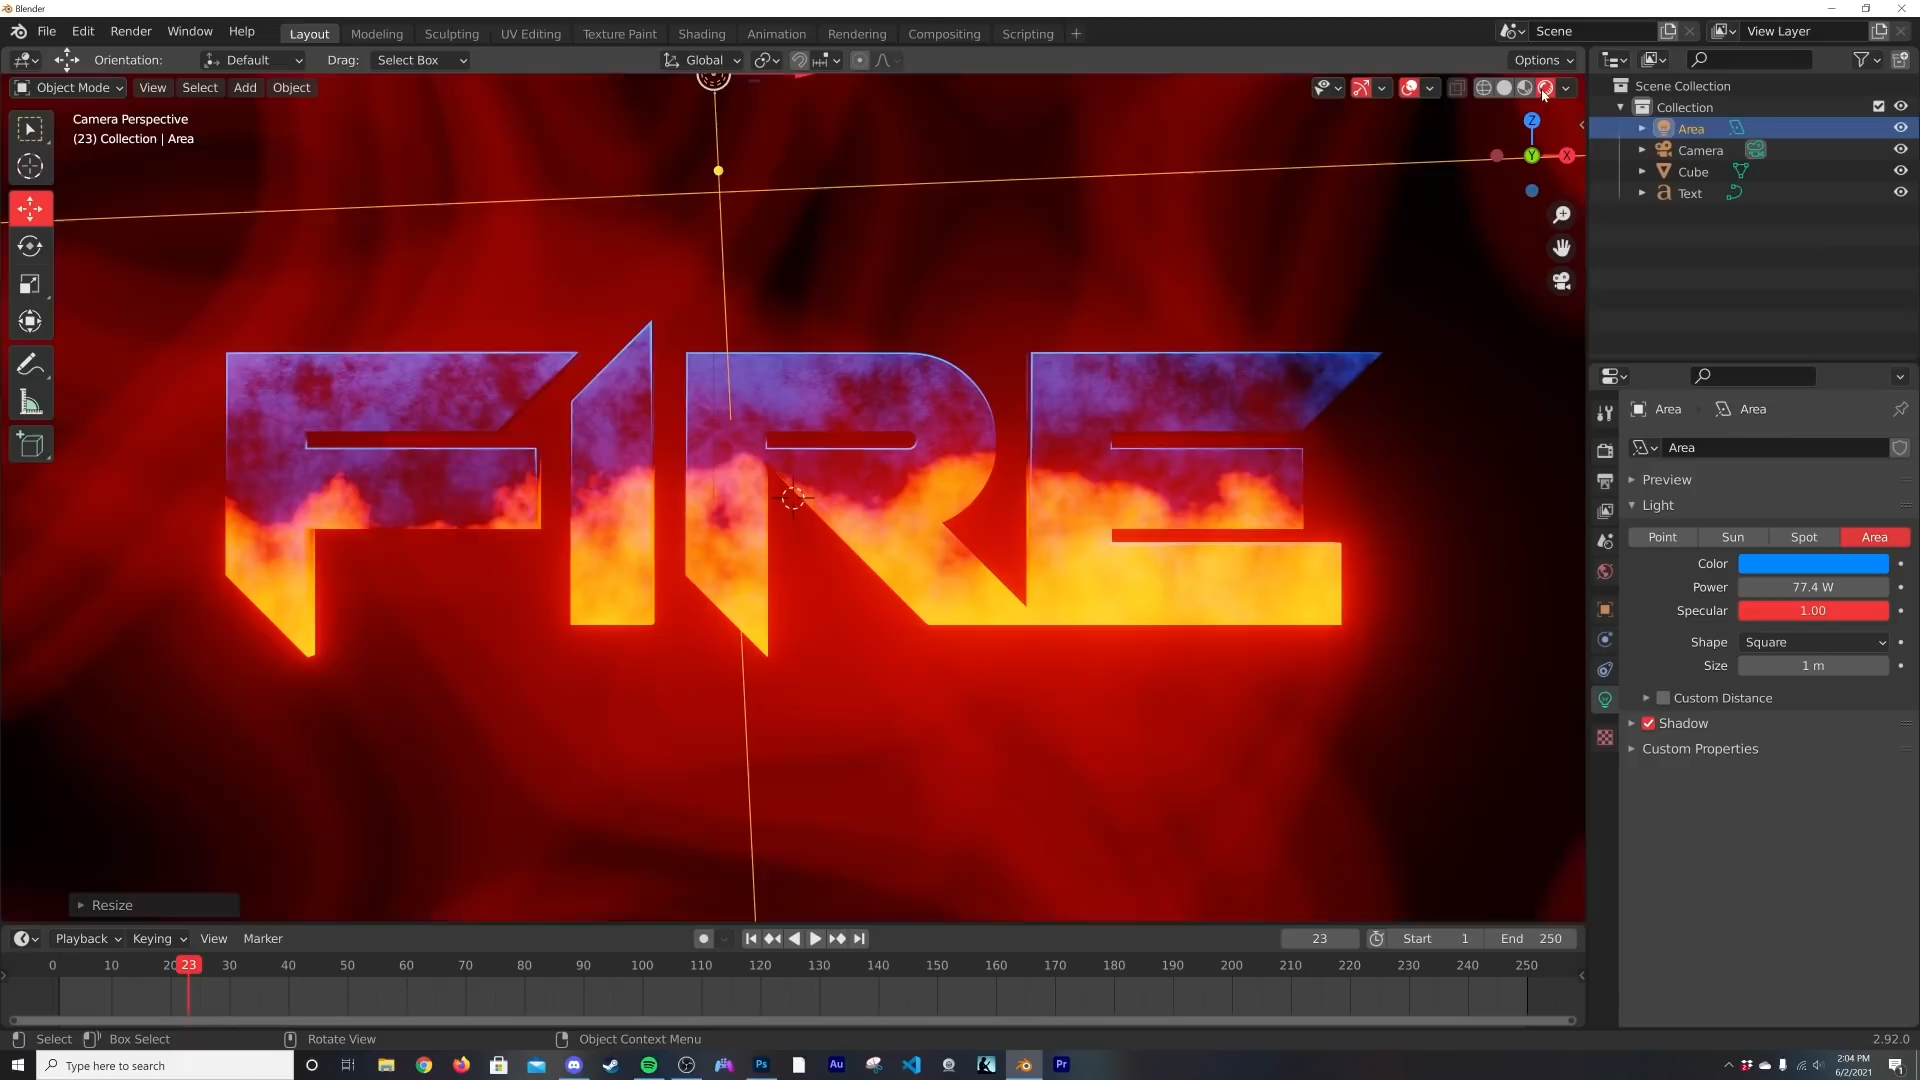 Blender
File Edit Render Window Help
Layout Modeling Sculpting UV Editing Texture Paint Shading Animation Rendering Compositing Scripting +
Scene
View Layer
Orientation: Default Drag: Select Box
Global
Options
Object Mode View Select Add Object
Camera Perspective
(23) Collection | Area
Z
Y
X
FIRE
Resize
Scene Collection
Collection
Area
Camera
Cube
Text
Area Area
Area
Preview
Light
Point Sun Spot Area
Color
Power 77.4 W
Specular 1.00
Shape Square
Size 1 m
Custom Distance
Shadow
Custom Properties
Playback Keying View Marker
23 Start 1 End 250
0 10 20 23 30 40 50 60 70 80 90 100 110 120 130 140 150 160 170 180 190 200 210 220 230 240 250
Select Box Select Rotate View Object Context Menu
2.92.0
Type here to search
Ps
Au
Pr
2:04 PM
6/2/2021